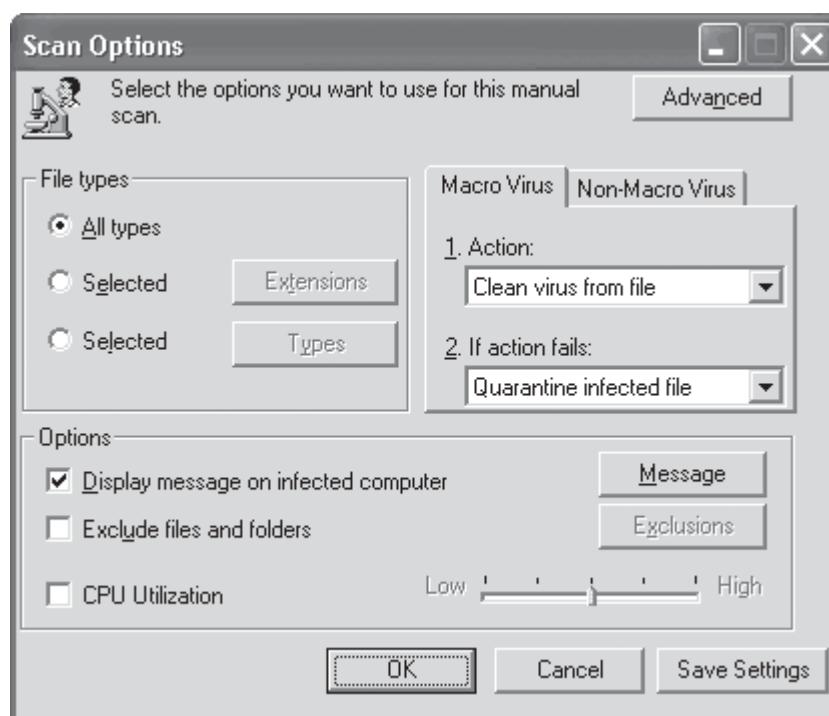 Scan Options
Select the options you want to use for this manual
scan.
Advanced
File types
All types
Selected
Extensions
Selected
Types
Macro Virus
Non-Macro Virus
1. Action:
Clean virus from file
2. If action fails:
Quarantine infected file
Options
Display message on infected computer
Message
Exclude files and folders
Exclusions
CPU Utilization
Low
High
OK
Cancel
Save Settings